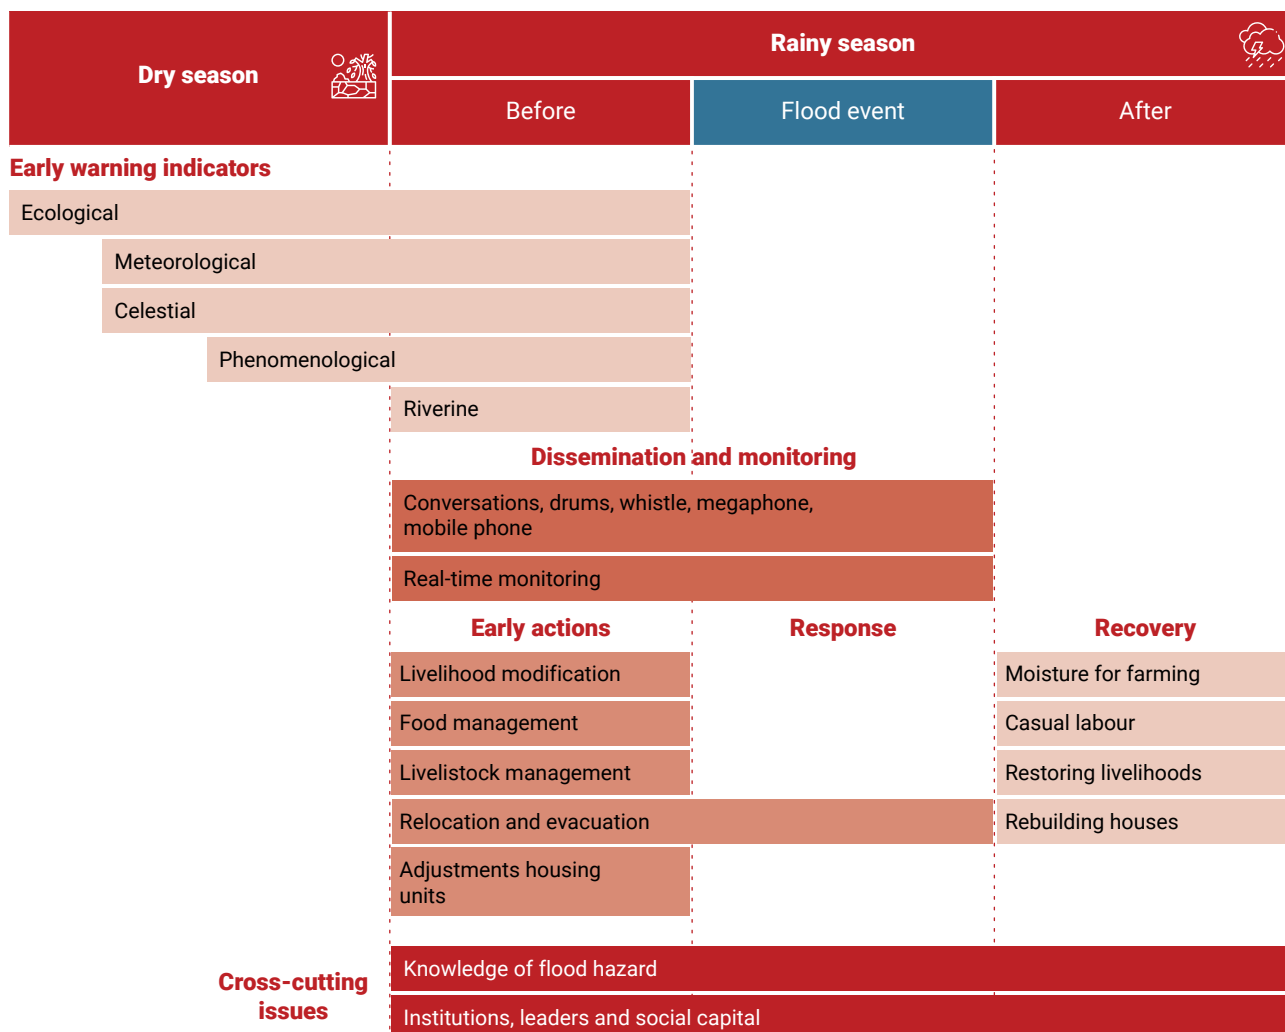 Dry season
Rainy season
Before
Flood event
After
Early warning indicators
Ecological
Meteorological
Celestial
Phenomenological
Riverine
Dissemination and monitoring
Conversations, drums, whistle, megaphone,
mobile phone
Real-time monitoring
Early actions
Response
Recovery
Livelihood modification
Moisture for farming
Food management
Casual labour
Livelistock management
Restoring livelihoods
Relocation and evacuation
Rebuilding houses
Adjustments housing
units
Cross-cutting
issues
Knowledge of flood hazard
Institutions, leaders and social capital